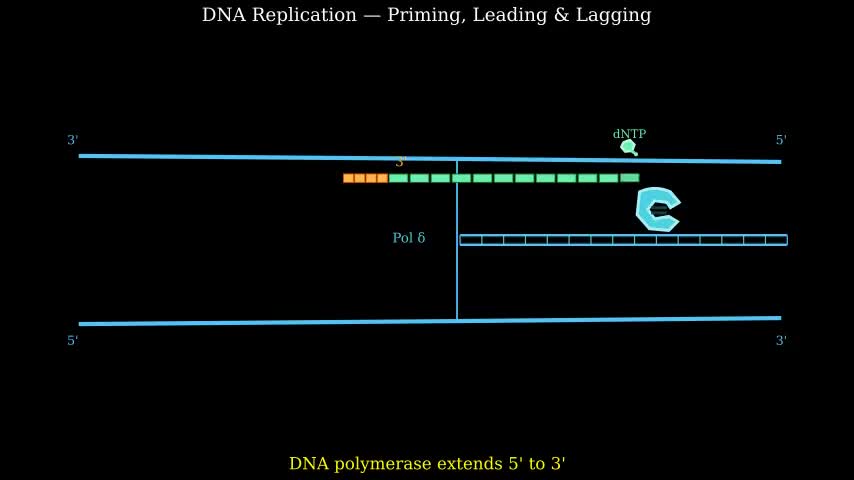 DNA Replication — Priming, Leading & Lagging
dNTP
3'
5'
3'
Pol δ
5'
3'
DNA polymerase extends 5' to 3'